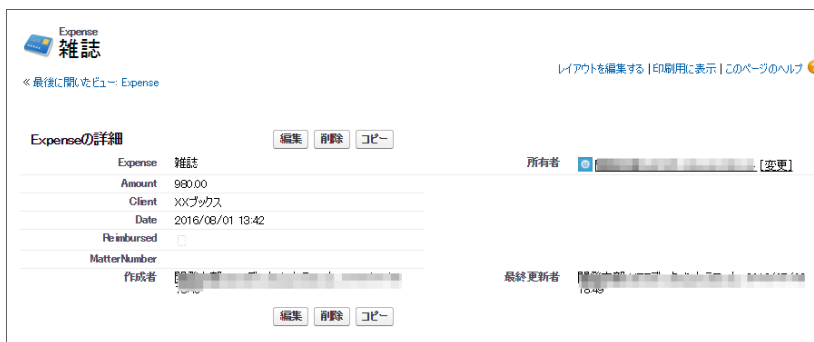 Expense
雑誌
レイアウトを編集する | 印刷用に表示 | このページのヘルプ
« 最後に開いたビュー: Expense
Expenseの詳細
編集 削除 コピー
Expense 雑誌
所有者 [変更]
Amount 980.00
Client XXブックス
Date 2016/08/01 13:42
Reimbursed
MatterNumber
作成者
最終更新者
18:49
編集 削除 コピー